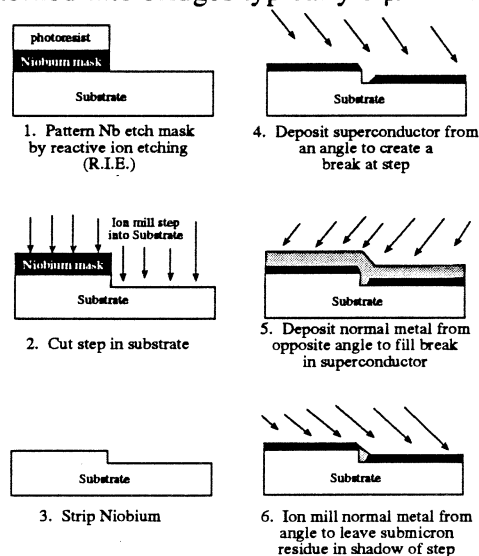 photoresist
Niobium mask
Substrate
1. Pattern Nb etch mask
by reactive ion etching
(R.I.E.)
Ion mill step
into Substrate
Niobium mask
Substrate
2. Cut step in substrate
Substrate
3. Strip Niobium
Substrate
4. Deposit superconductor from
an angle to create a
break at step
Substrate
5. Deposit normal metal from
opposite angle to fill break
in superconductor
Substrate
6. Ion mill normal metal from
angle to leave submicron
residue in shadow of step